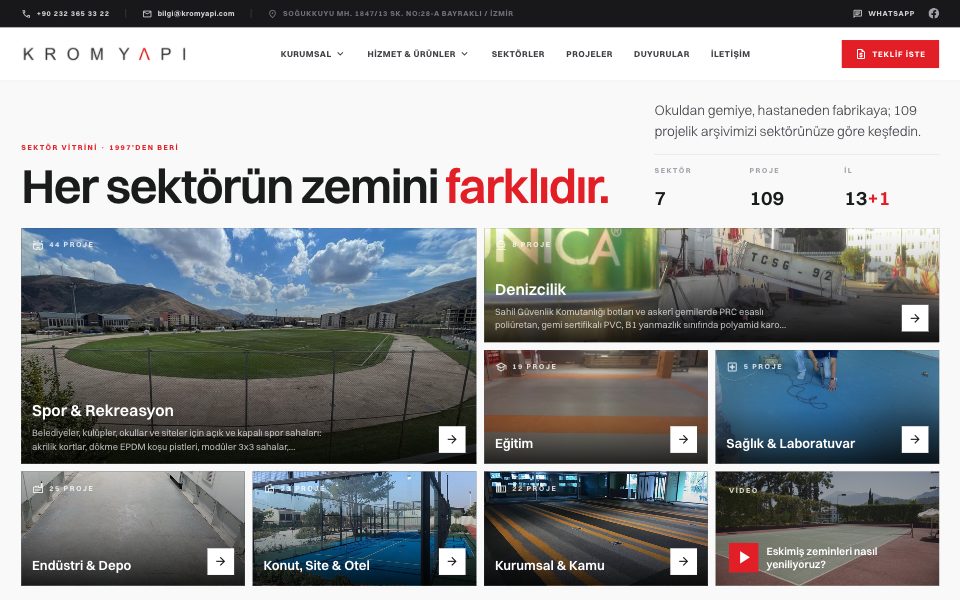 +90 232 365 33 22
bilgi@kromyapi.com
SOĞUKKUYU MH. 1847/13 SK. NO:28-A BAYRAKLI / İZMİR
WHATSAPP
KROMYAPI
KURUMSAL
HİZMET & ÜRÜNLER
SEKTÖRLER
PROJELER
DUYURULAR
İLETİŞİM
TEKLİF İSTE
SEKTÖR VİTRİNİ · 1997'DEN BERİ
Her sektörün zemini farklıdır.
Okuldan gemiye, hastaneden fabrikaya; 109
projelik arşivimizi sektörünüze göre keşfedin.
SEKTÖR
7
PROJE
109
İL
13+1
44 PROJE
Spor & Rekreasyon
Belediyeler, kulüpler, okullar ve siteler için açık ve kapalı spor sahaları:
akrilik kortlar, dökme EPDM koşu pistleri, modüler 3x3 sahalar,...
NICA®
TCSG 92
PROJE
Denizcilik
Sahil Güvenlik Komutanlığı botları ve askeri gemilerde PRC esaslı
poliüretan, gemi sertifikalı PVC, B1 yanmazlık sınıfında polyamid karo...
19 PROJE
Eğitim
5 PROJE
Sağlık & Laboratuvar
25 PROJE
Endüstri & Depo
PROJE
Konut, Site & Otel
22 PROJE
Kurumsal & Kamu
VIDEO
Eskimiş zeminleri nasıl
yeniliyoruz?